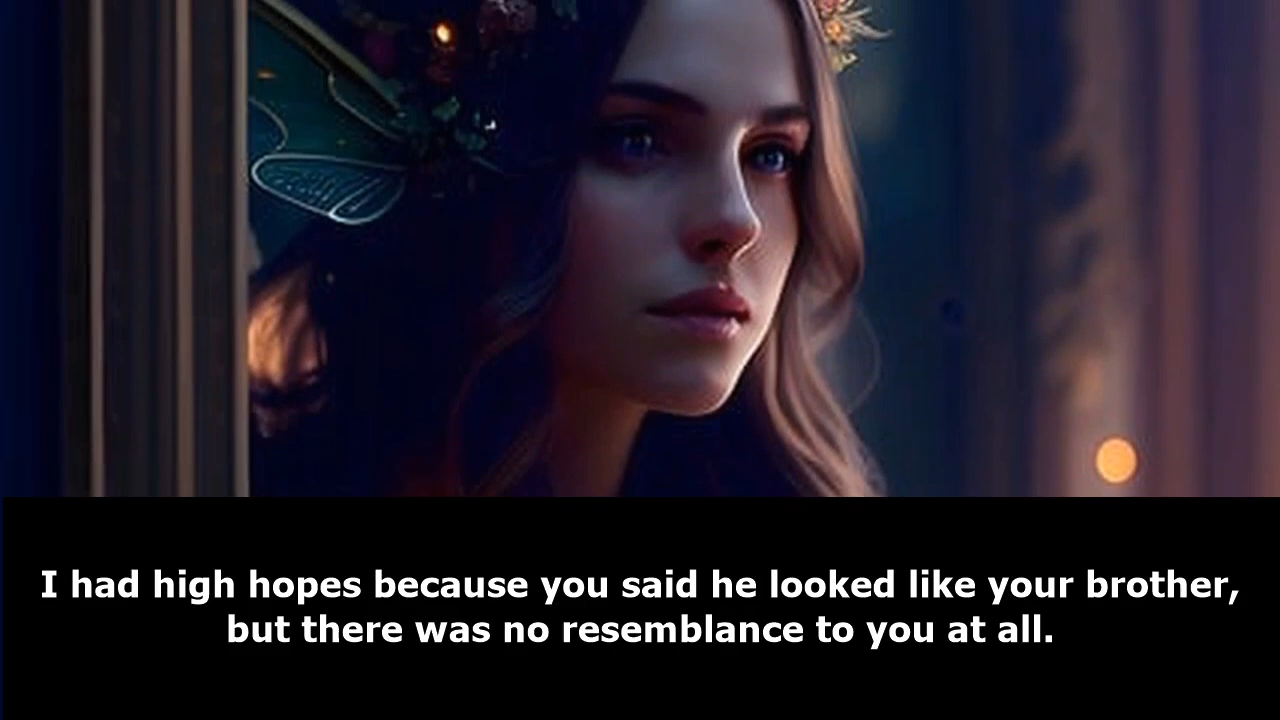 I had high hopes because you said he looked like your brother,
but there was no resemblance to you at all.